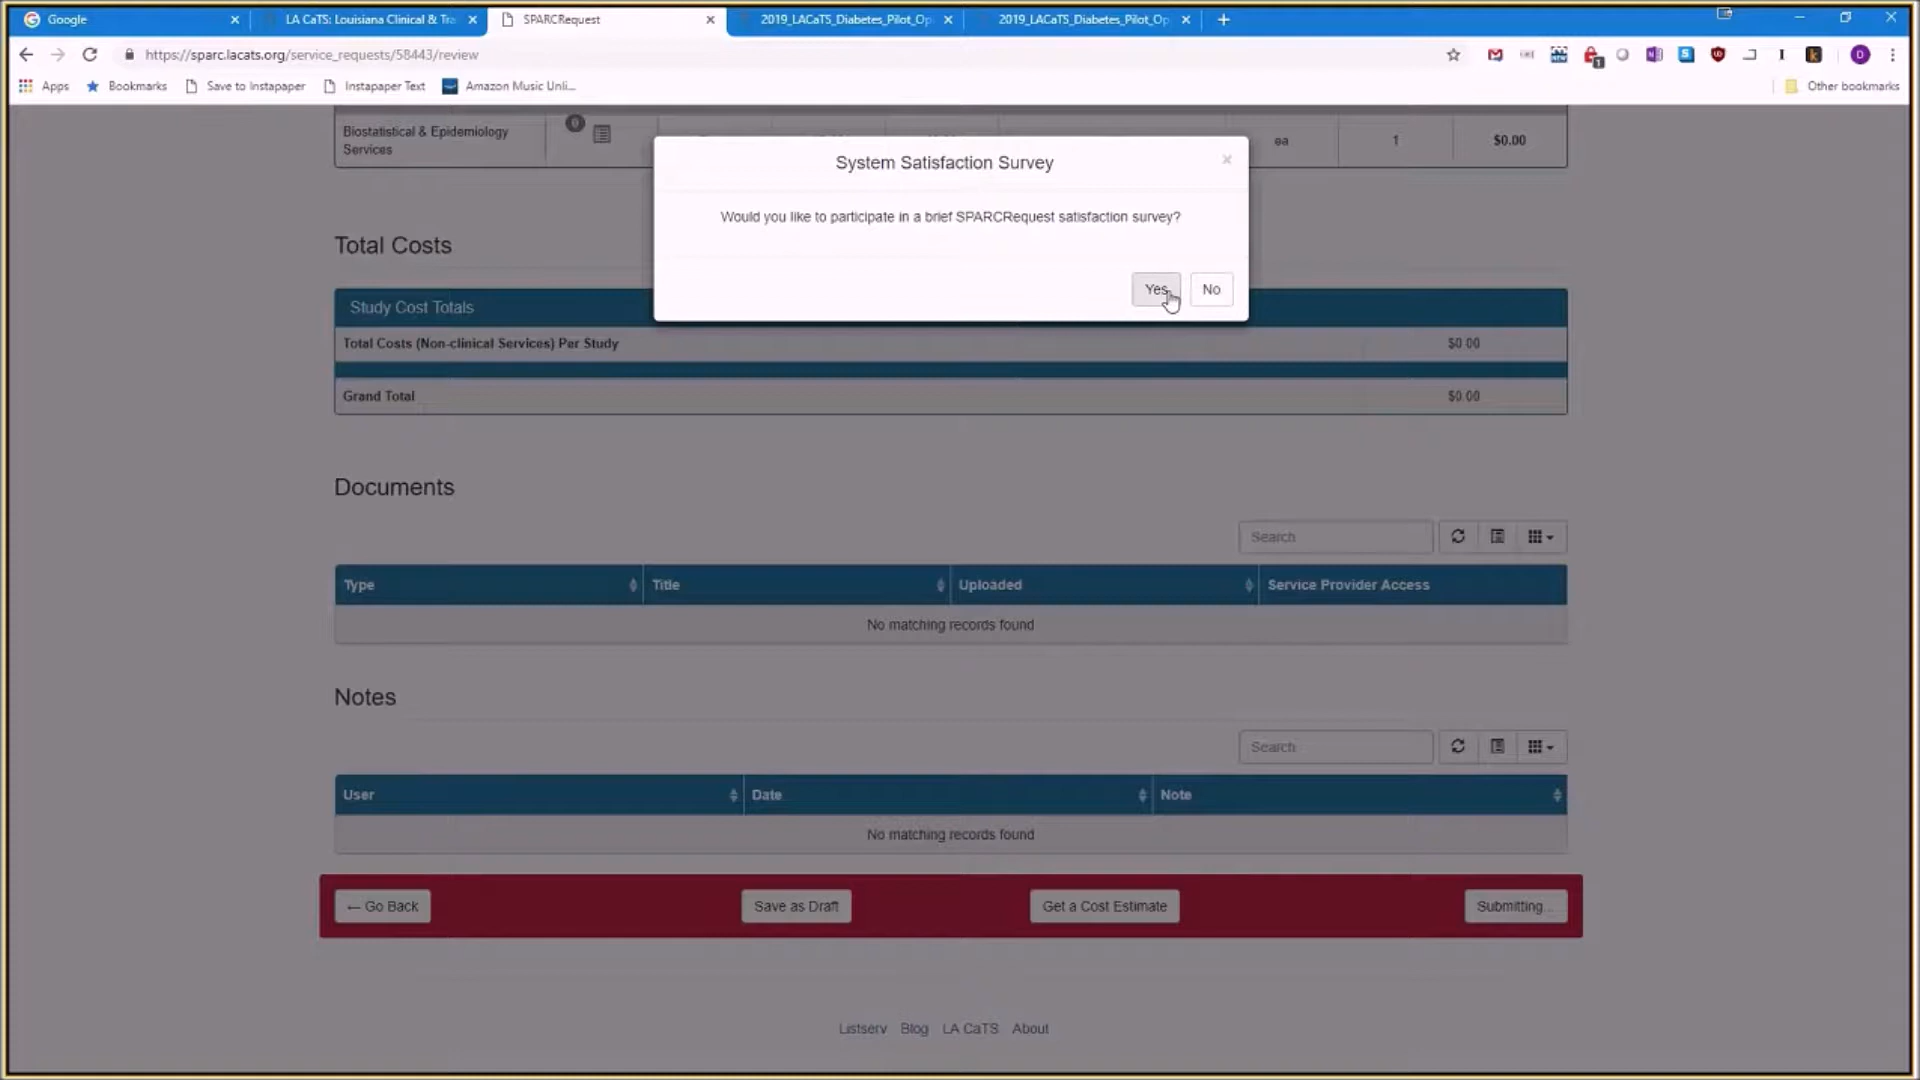 Google
LA CaTS: Louisiana Clinical & Tra
SPARCRequest
2019_LACaTS_Diabetes_Pilot_Op
2019_LACaTS_Diabetes_Pilot_Op
https://sparc.lacats.org/service_requests/58443/review
Apps
Bookmarks
Save to Instapaper
Instapaper Text
Amazon Music Unli...
Other bookmarks
Biostatistical & Epidemiology
Services
0
ea
1
$0.00
System Satisfaction Survey
Would you like to participate in a brief SPARCRequest satisfaction survey?
Yes
No
Total Costs
Study Cost Totals
Total Costs (Non-clinical Services) Per Study
$0.00
Grand Total
$0.00
Documents
Search
Type
Title
Uploaded
Service Provider Access
No matching records found
Notes
Search
User
Date
Note
No matching records found
← Go Back
Save as Draft
Get a Cost Estimate
Submitting...
Listserv
Blog
LA CaTS
About